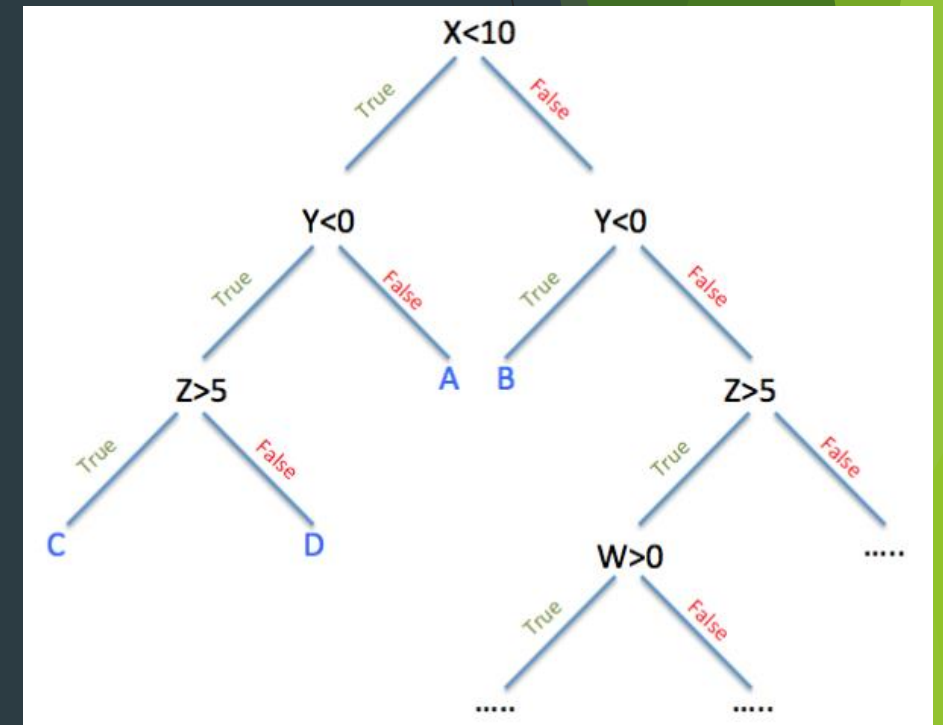 X<10
True
False
Y<0
Y<0
True
False
True
False
Z>5
A
B
Z>5
True
False
True
False
C
D
W>0
.....
True
False
.....
.....